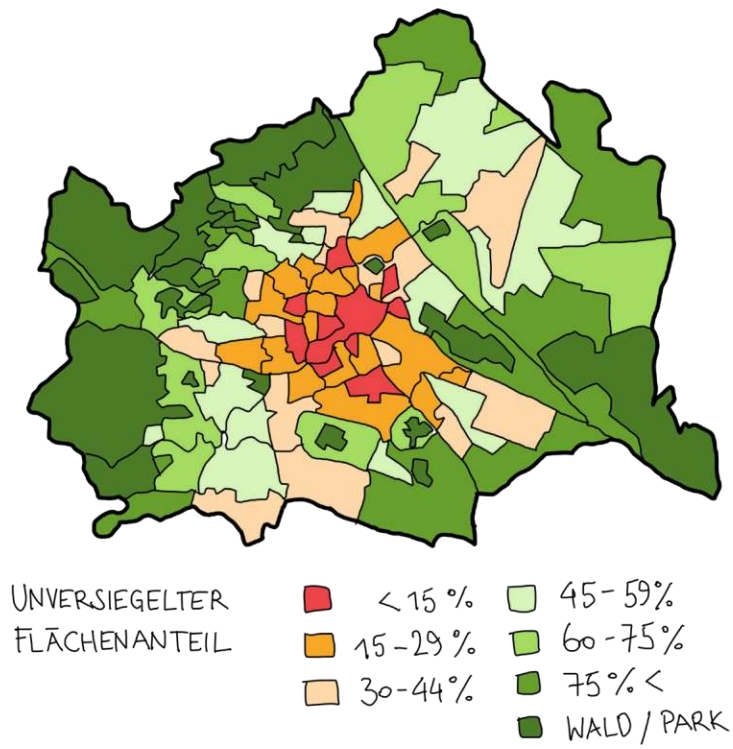 UNVERSIEGELTER
FLÄCHENANTEIL
<15%
15-29%
30-44%
45-59%
60-75%
75%<
WALD / PARK